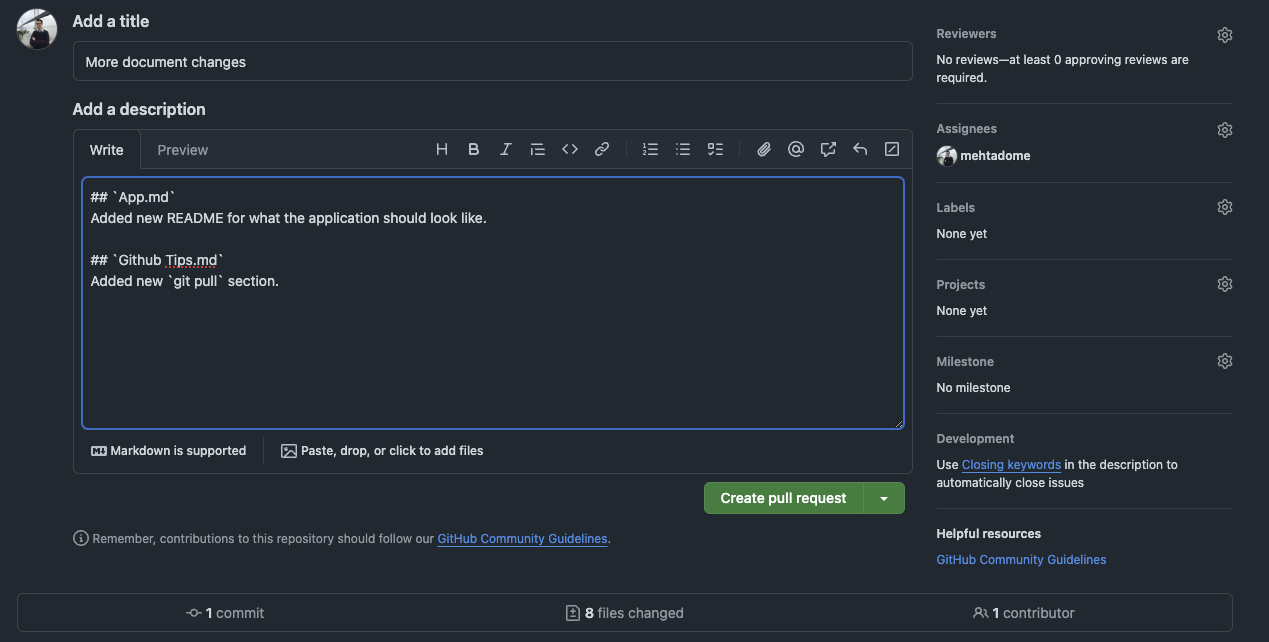 Add a title
More document changes
Add a description
Write
Preview
## `App.md`
Added new README for what the application should look like.
## `Github Tips.md`
Added new `git pull` section.
Markdown is supported
Paste, drop, or click to add files
Create pull request
Remember, contributions to this repository should follow our GitHub Community Guidelines.
Reviewers
No reviews—at least 0 approving reviews are
required.
Assignees
mehtadome
Labels
None yet
Projects
None yet
Milestone
No milestone
Development
Use Closing keywords in the description to
automatically close issues
Helpful resources
GitHub Community Guidelines
1 commit
8 files changed
1 contributor